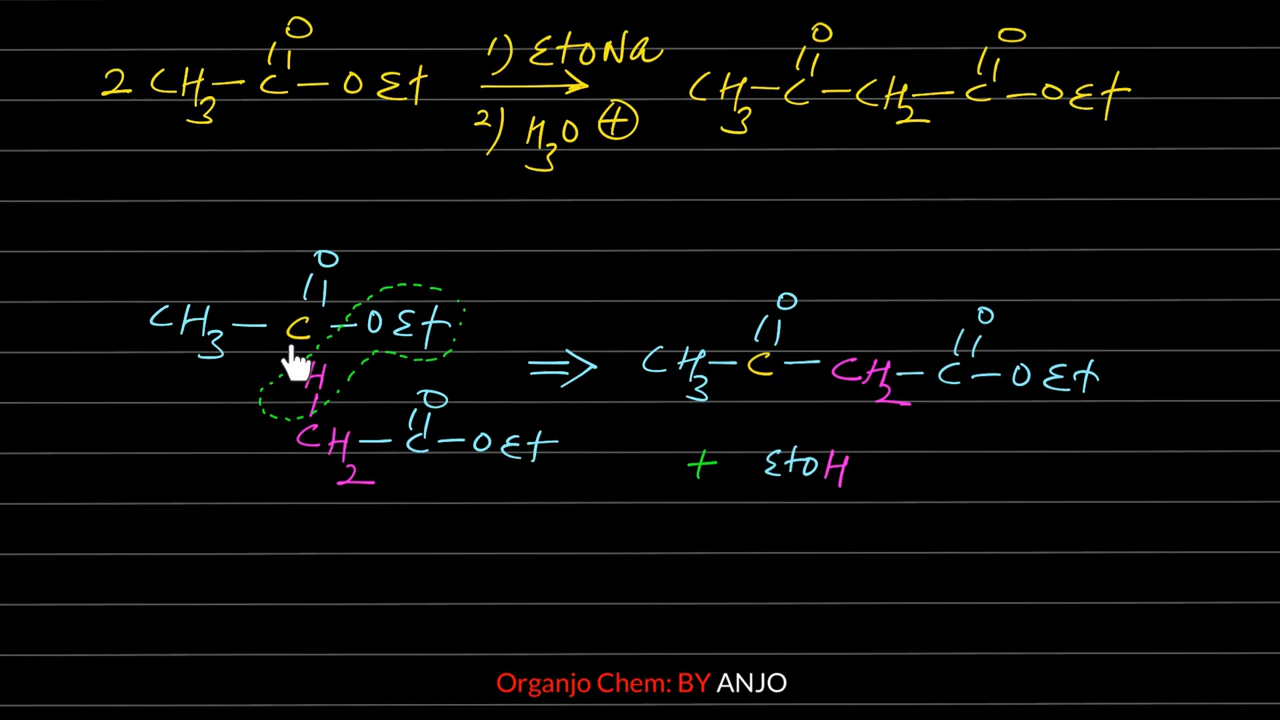 O O O
2 CH3—C—OEt 1) EtONa CH3—C—CH2—C—OEt
2) H3O⊕
O
CH3—C—OEt
H
CH2—C—OEt
O
⇒
O O
CH3—C—CH2—C—OEt
+ EtOH
Organjo Chem: BY ANJO